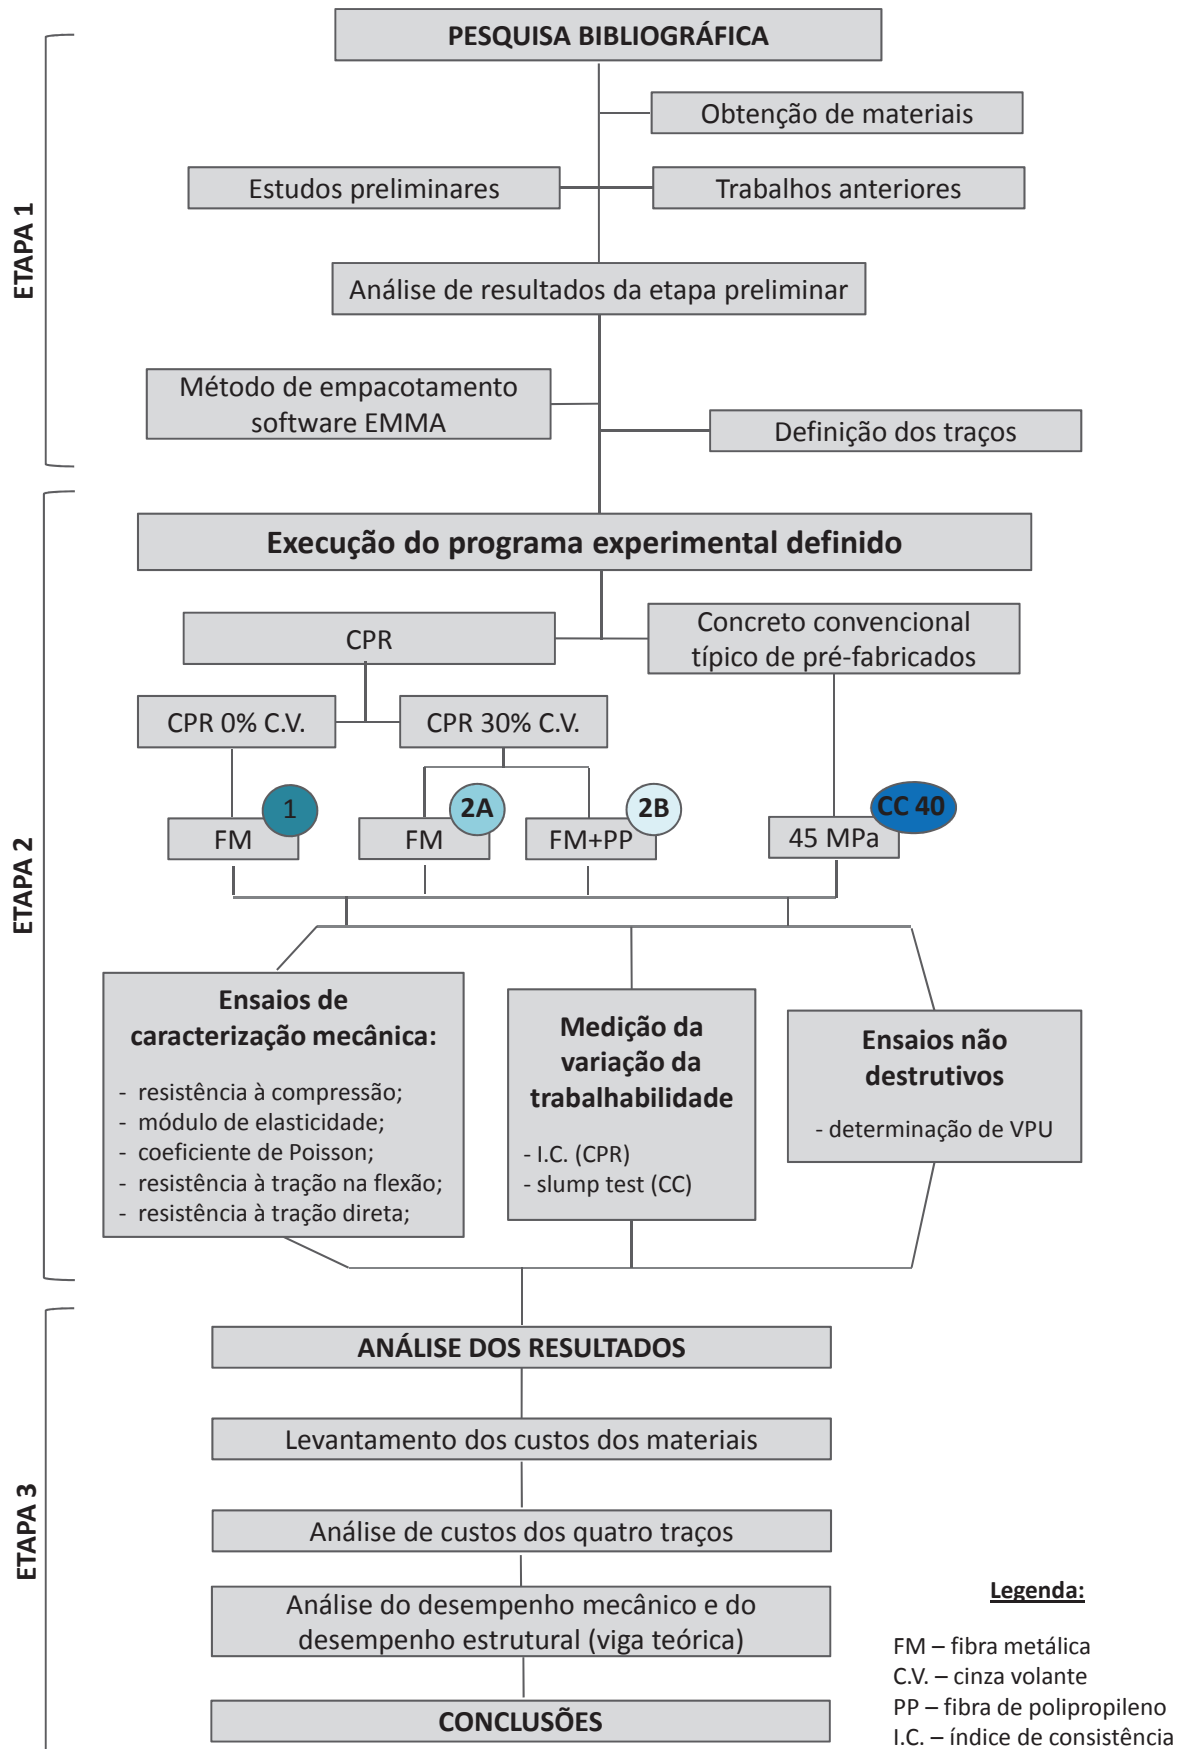 PESQUISA BIBLIOGRÁFICA
Obtenção de materiais
Estudos preliminares
Trabalhos anteriores
ETAPA 1
Análise de resultados da etapa preliminar
Método de empacotamento
software EMMA
Definição dos traços
Execução do programa experimental definido
CPR
Concreto convencional
típico de pré-fabricados
CPR 0% C.V.
CPR 30% C.V.
1
2A
2B
CC 40
FM
FM
FM+PP
45 MPa
ETAPA 2
Ensaios de
caracterização mecânica:
- resistência à compressão;
- módulo de elasticidade;
- coeficiente de Poisson;
- resistência à tração na flexão;
- resistência à tração direta;
Medição da
variação da
trabalhabilidade
- I.C. (CPR)
- slump test (CC)
Ensaios não
destrutivos
- determinação de VPU
ANÁLISE DOS RESULTADOS
Levantamento dos custos dos materiais
ETAPA 3
Análise de custos dos quatro traços
Análise do desempenho mecânico e do
desempenho estrutural (viga teórica)
CONCLUSÕES
Legenda:
FM – fibra metálica
C.V. – cinza volante
PP – fibra de polipropileno
I.C. – índice de consistência